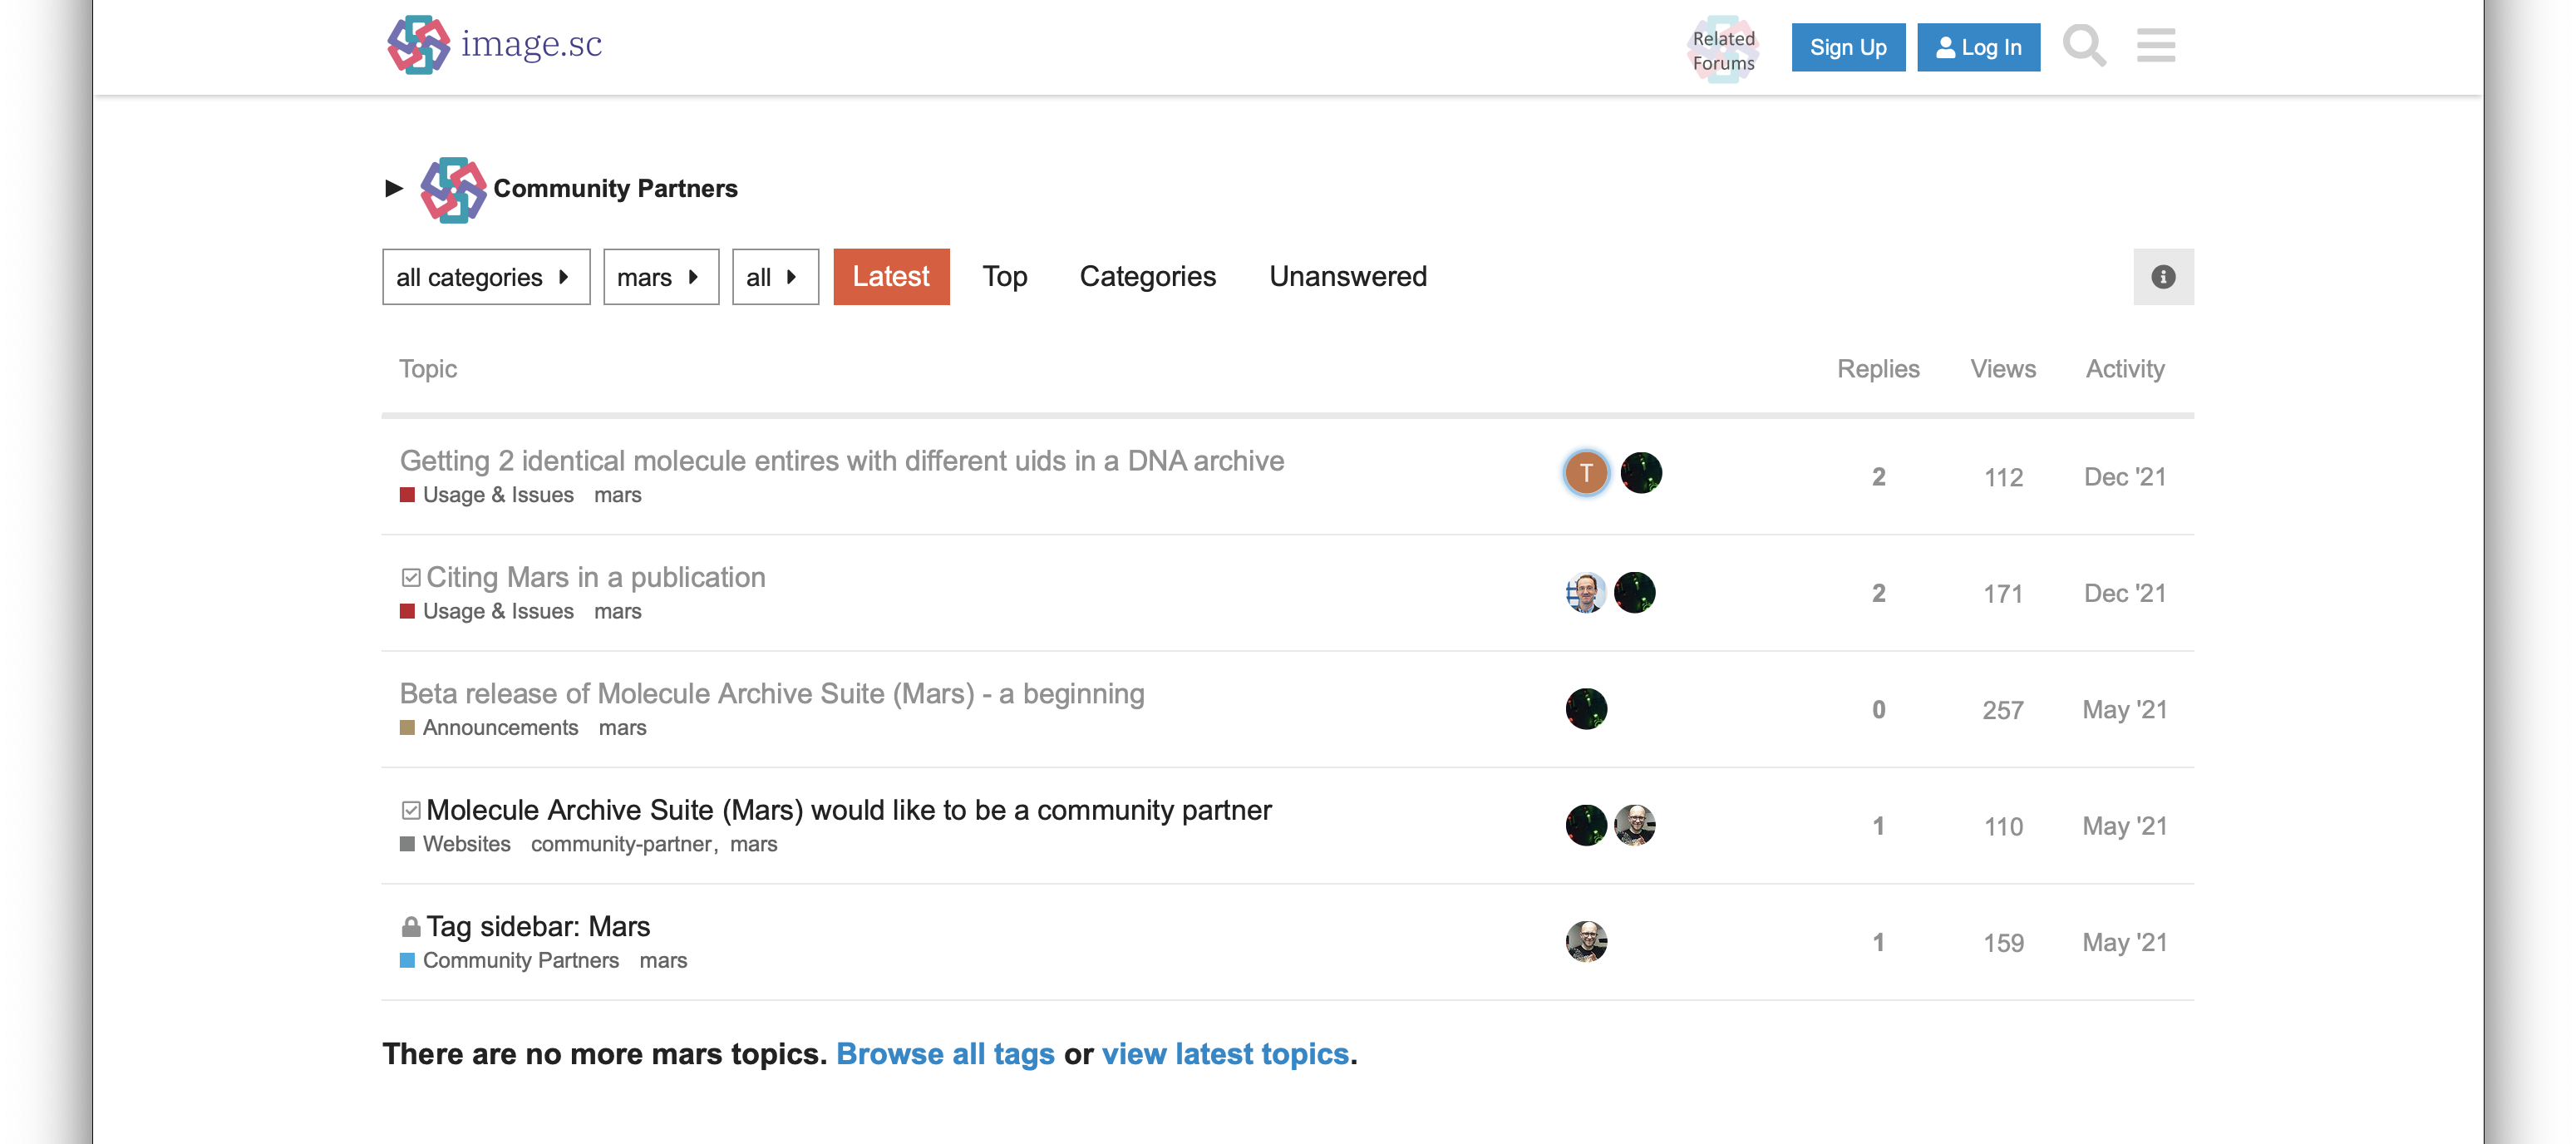 image.sc
Related
Forums
Sign Up
Log In
Community Partners
all categories mars all Latest Top Categories Unanswered
Topic Replies Views Activity
Getting 2 identical molecule entires with different uids in a DNA archive
Usage & Issues mars
T
2 112 Dec '21
Citing Mars in a publication
Usage & Issues mars
2 171 Dec '21
Beta release of Molecule Archive Suite (Mars) - a beginning
Announcements mars
0 257 May '21
Molecule Archive Suite (Mars) would like to be a community partner
Websites community-partner, mars
1 110 May '21
Tag sidebar: Mars
Community Partners mars
1 159 May '21
There are no more mars topics. Browse all tags or view latest topics.